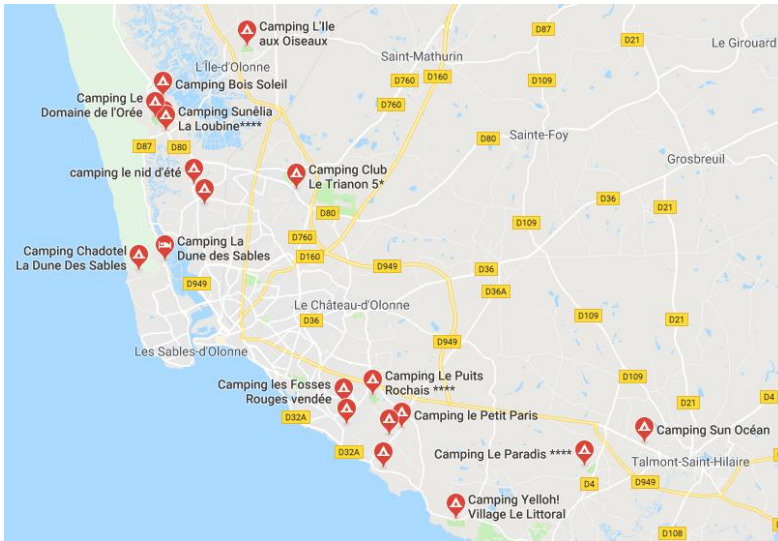 Camping L'Ile
aux Oiseaux
D87
D21
Le Girouard
Saint-Mathurin
L'Île-d'Olonne
D760
D160
D109
Camping Bois Soleil
Camping Le
Domaine de l'Orée
D760
Camping Sunêlia
La Loubine****
Sainte-Foy
D80
D87
D80
Grosbreuil
camping le nid d'été
Camping Club
Le Trianon 5*
D36
D21
D80
D109
D760
Camping La
Dune des Sables
Camping Chadotel
La Dune Des Sables
D160
D949
D36
D949
D36A
Le Château-d'Olonne
D36
D109
D21
D949
Les Sables-d'Olonne
Camping Le Puits
Rochais ****
D109
Camping les Fosses
Rouges vendée
D4
D21
D32A
Camping le Petit Paris
Camping Sun Océan
D32A
Camping Le Paradis ****
Talmont-Saint-Hilaire
D4
D949
Camping Yelloh!
Village Le Littoral
D108